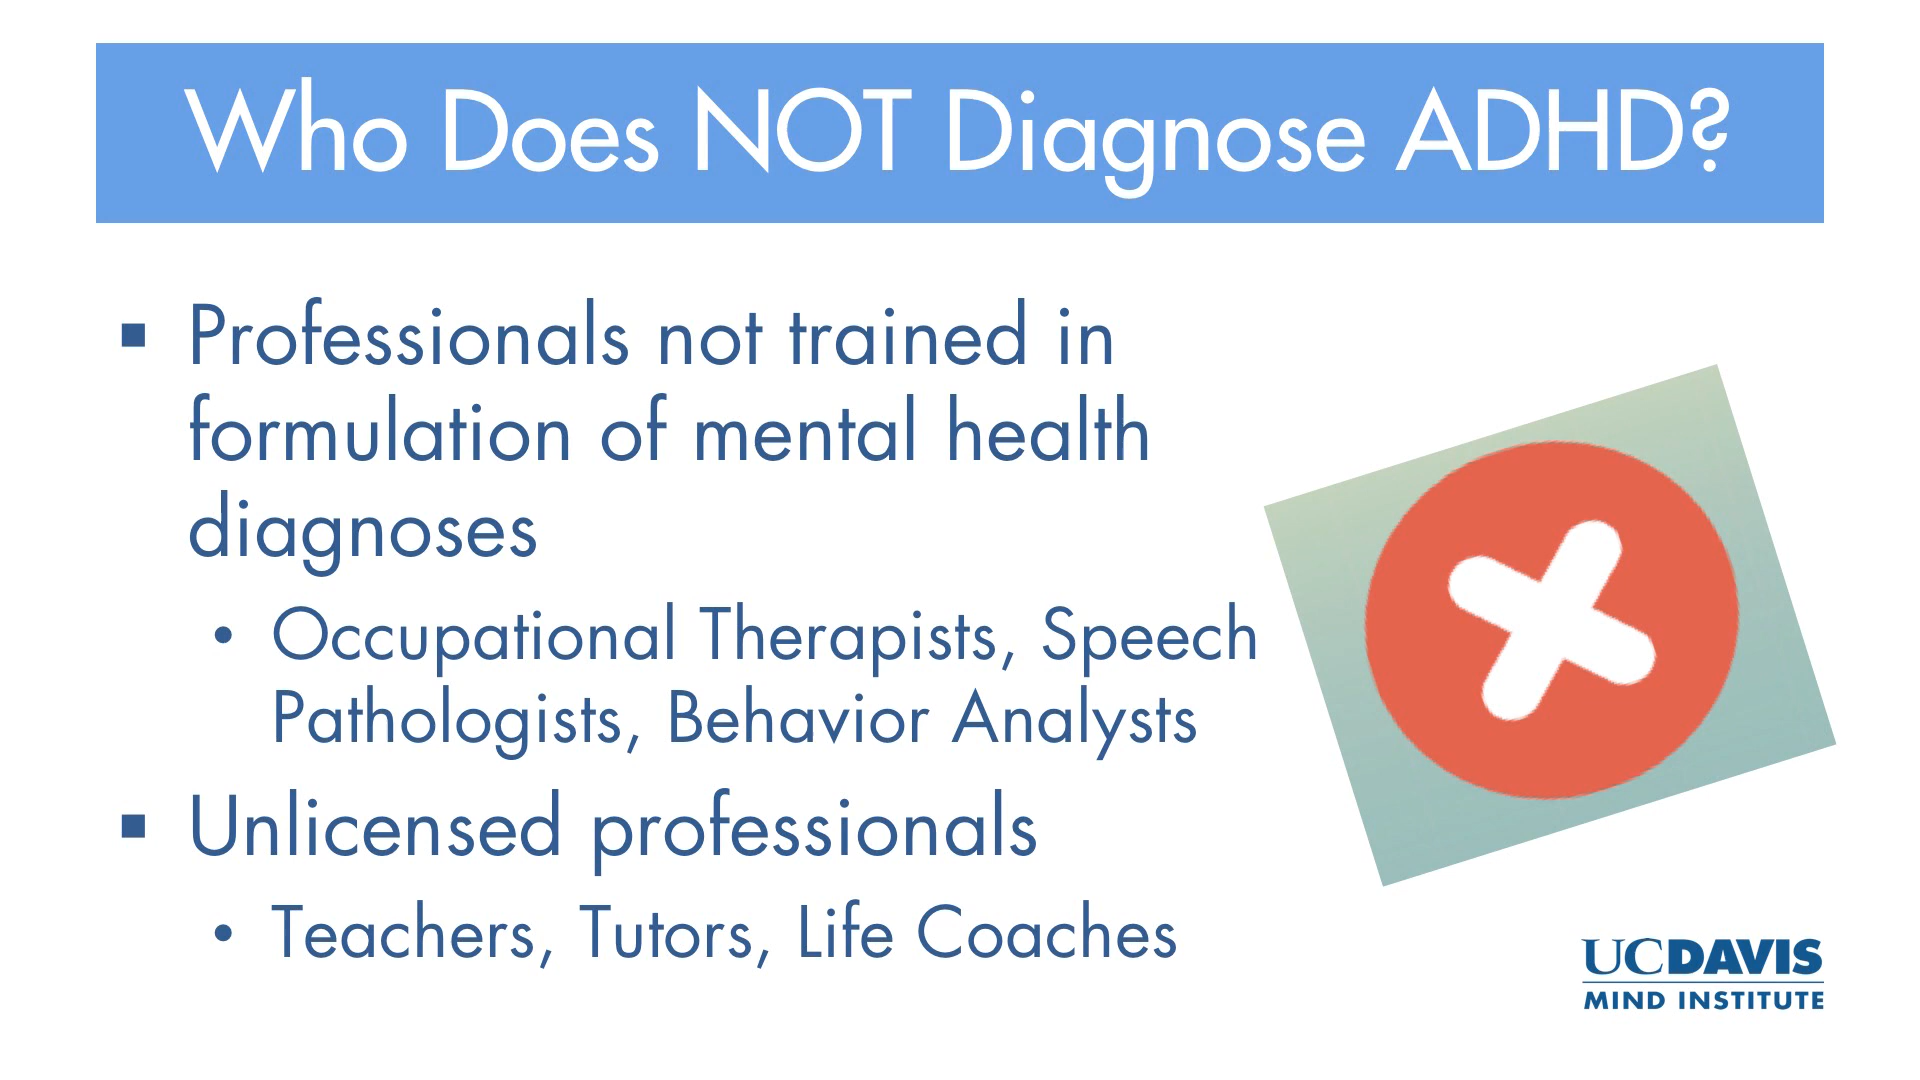 Who Does NOT Diagnose ADHD?
▪ Professionals not trained in
formulation of mental health
diagnoses
• Occupational Therapists, Speech
Pathologists, Behavior Analysts
▪ Unlicensed professionals
• Teachers, Tutors, Life Coaches
UCDAVIS
MIND INSTITUTE